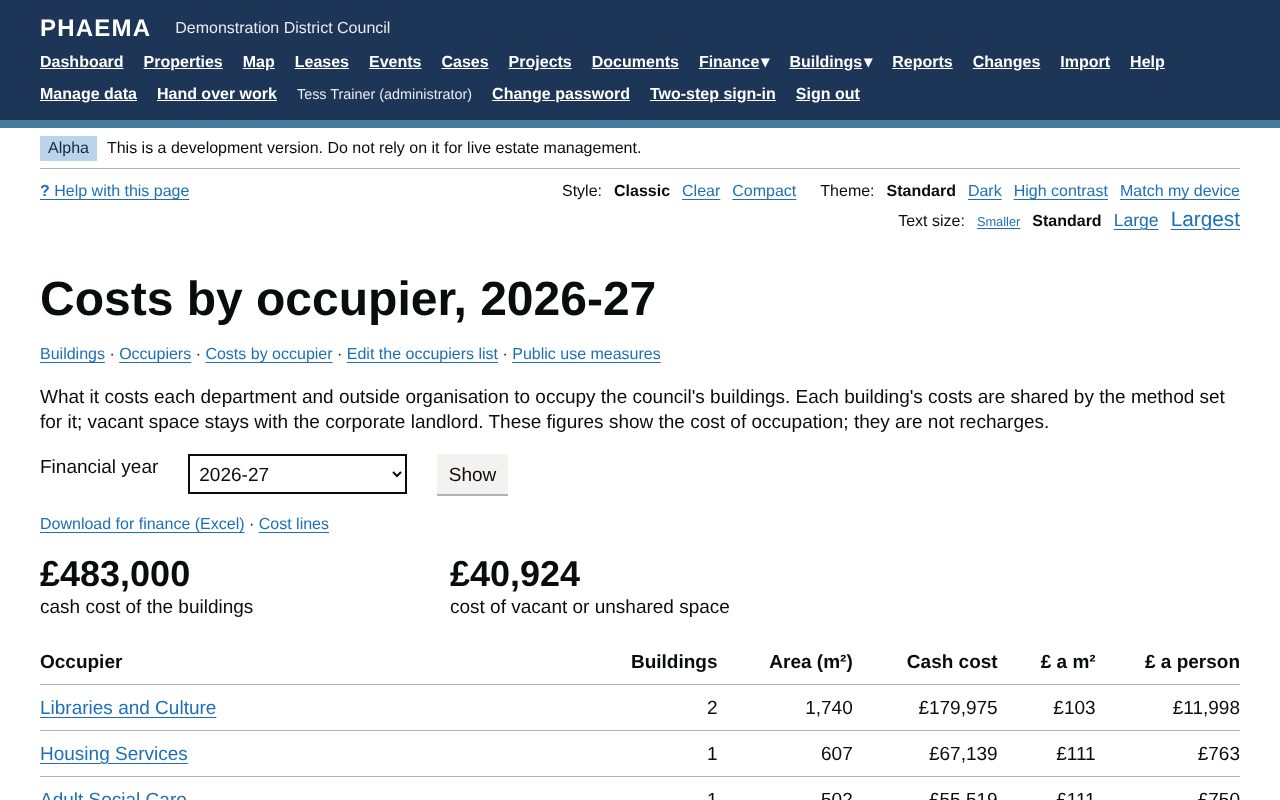 PHAEMA Demonstration District Council
Dashboard Properties Map Leases Events Cases Projects Documents Finance▾ Buildings▾ Reports Changes Import Help
Manage data Hand over work Tess Trainer (administrator) Change password Two-step sign-in Sign out
Alpha This is a development version. Do not rely on it for live estate management.
? Help with this page Style: Classic Clear Compact Theme: Standard Dark High contrast Match my device
Text size: Smaller Standard Large Largest
Costs by occupier, 2026-27
Buildings · Occupiers · Costs by occupier · Edit the occupiers list · Public use measures
What it costs each department and outside organisation to occupy the council's buildings. Each building's costs are shared by the method set
for it; vacant space stays with the corporate landlord. These figures show the cost of occupation; they are not recharges.
Financial year 2026-27 Show
Download for finance (Excel) · Cost lines
£483,000 £40,924
cash cost of the buildings cost of vacant or unshared space
Occupier Buildings Area (m²) Cash cost £ a m² £ a person
Libraries and Culture 2 1,740 £179,975 £103 £11,998
Housing Services 1 607 £67,139 £111 £763
Adult Social Care 1 502 £55,519 £111 £750